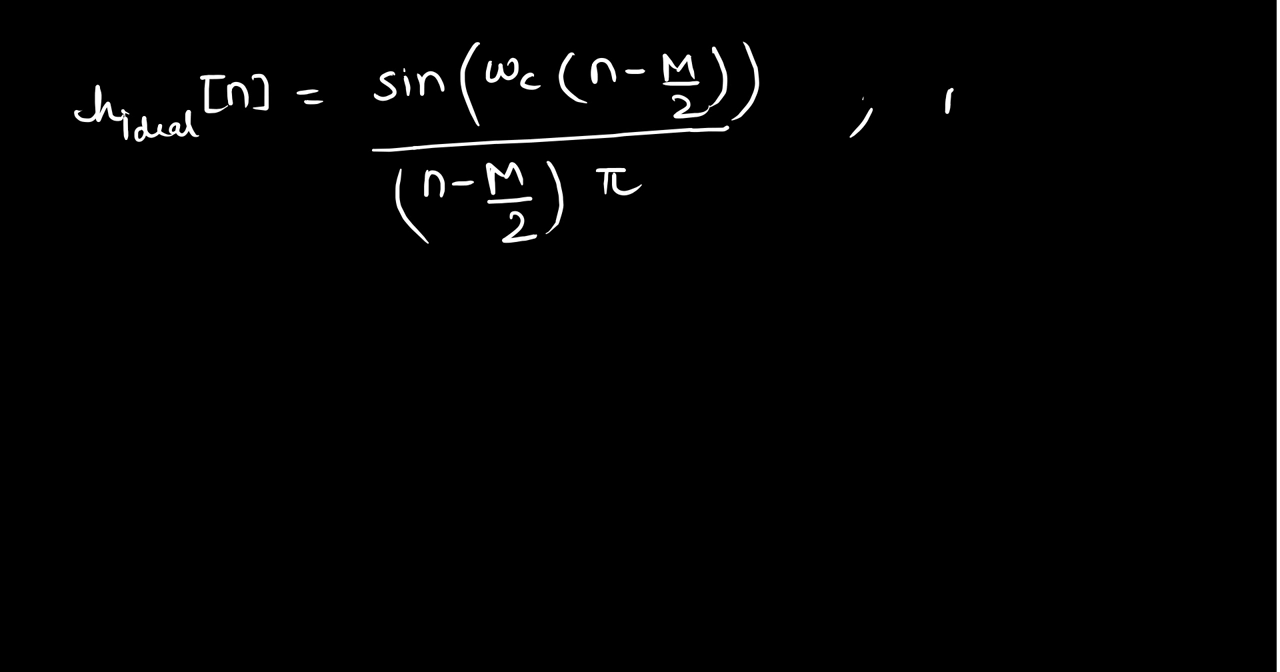 h_ideal[n] = sin(ω_c(n - M/2)) / ((n - M/2) π) ,